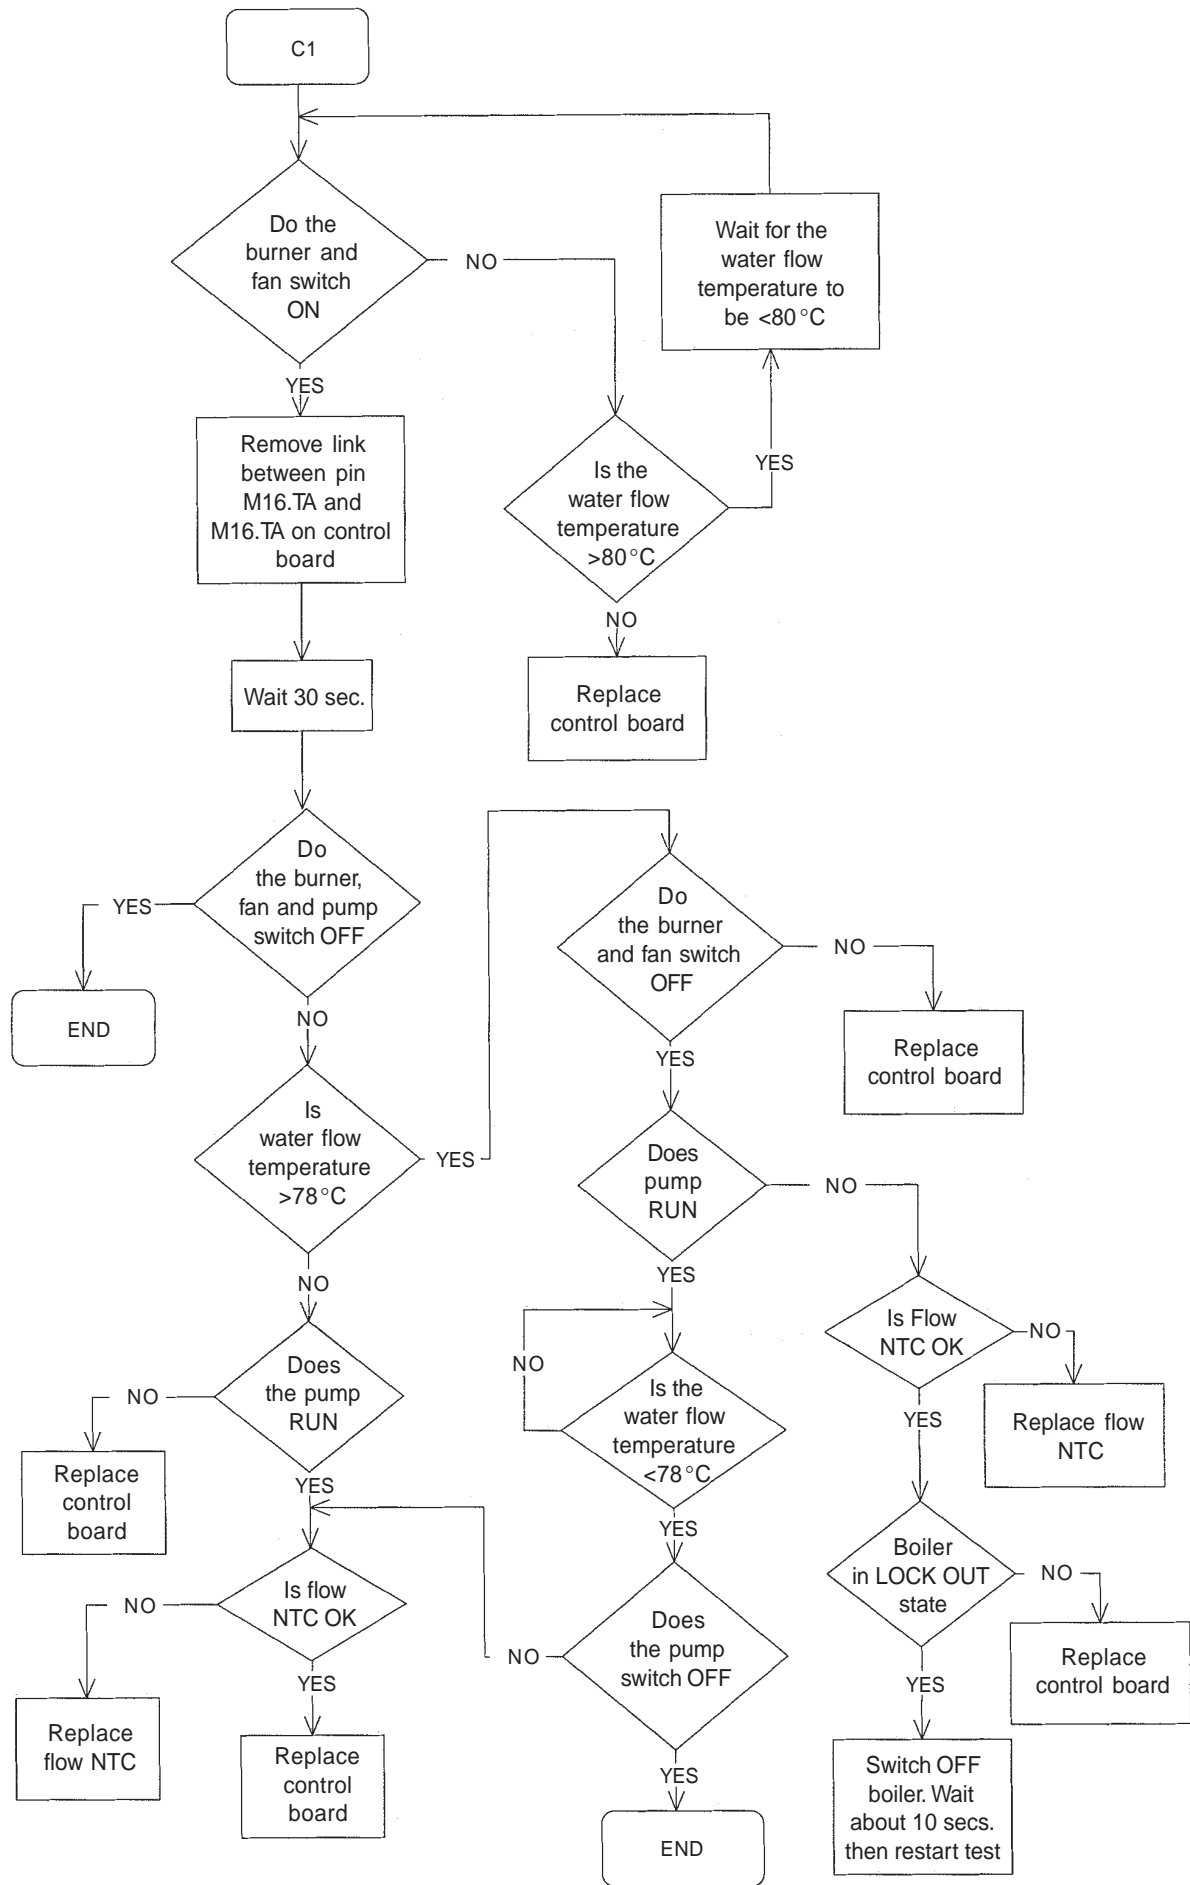 C1
Do the
burner and
fan switch
ON
NO
Wait for the
water flow
temperature to
be <80°C
YES
Remove link
between pin
M16.TA and
M16.TA on control
board
Is the
water flow
temperature
>80°C
YES
NO
Replace
control board
Wait 30 sec.
Do
the burner,
fan and pump
switch OFF
YES
END
NO
Is
water flow
temperature
>78°C
YES
Do
the burner
and fan switch
OFF
NO
Replace
control board
YES
Does
pump
RUN
NO
Is Flow
NTC OK
NO
Replace flow
NTC
YES
Boiler
in LOCK OUT
state
NO
Replace
control board
YES
Switch OFF
boiler. Wait
about 10 secs.
then restart test
YES
NO
Is the
water flow
temperature
<78°C
YES
Does
the pump
switch OFF
NO
YES
END
NO
Does
the pump
RUN
NO
Replace
control
board
YES
Is flow
NTC OK
NO
Replace
flow NTC
YES
Replace
control
board